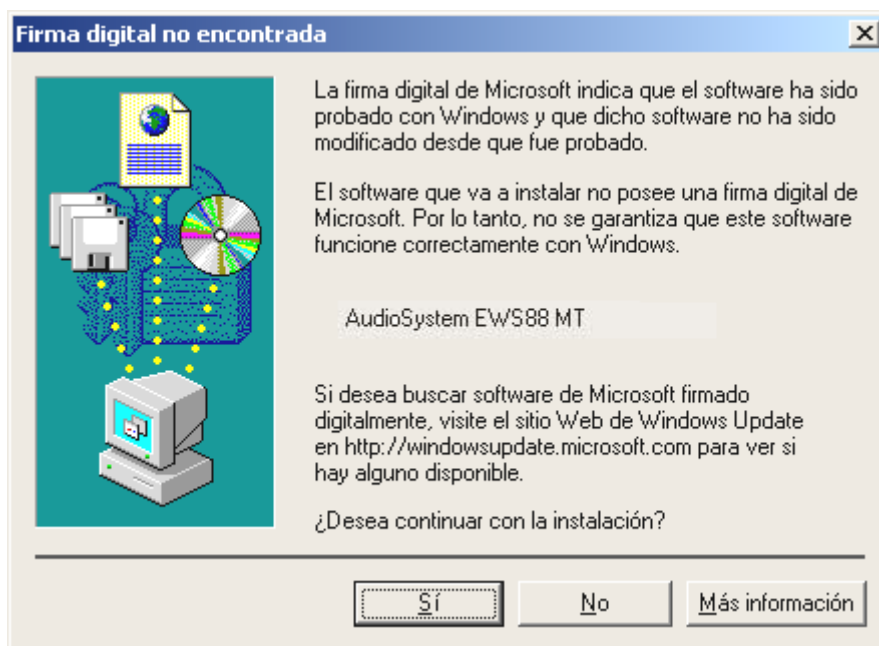 Firma digital no encontrada
La firma digital de Microsoft indica que el software ha sido
probado con Windows y que dicho software no ha sido
modificado desde que fue probado.
El software que va a instalar no posee una firma digital de
Microsoft. Por lo tanto, no se garantiza que este software
funcione correctamente con Windows.
AudioSystem EWS88 MT
Si desea buscar software de Microsoft firmado
digitalmente, visite el sitio Web de Windows Update
en http://windowsupdate.microsoft.com para ver si
hay alguno disponible.
¿Desea continuar con la instalación?
Sí No Más información